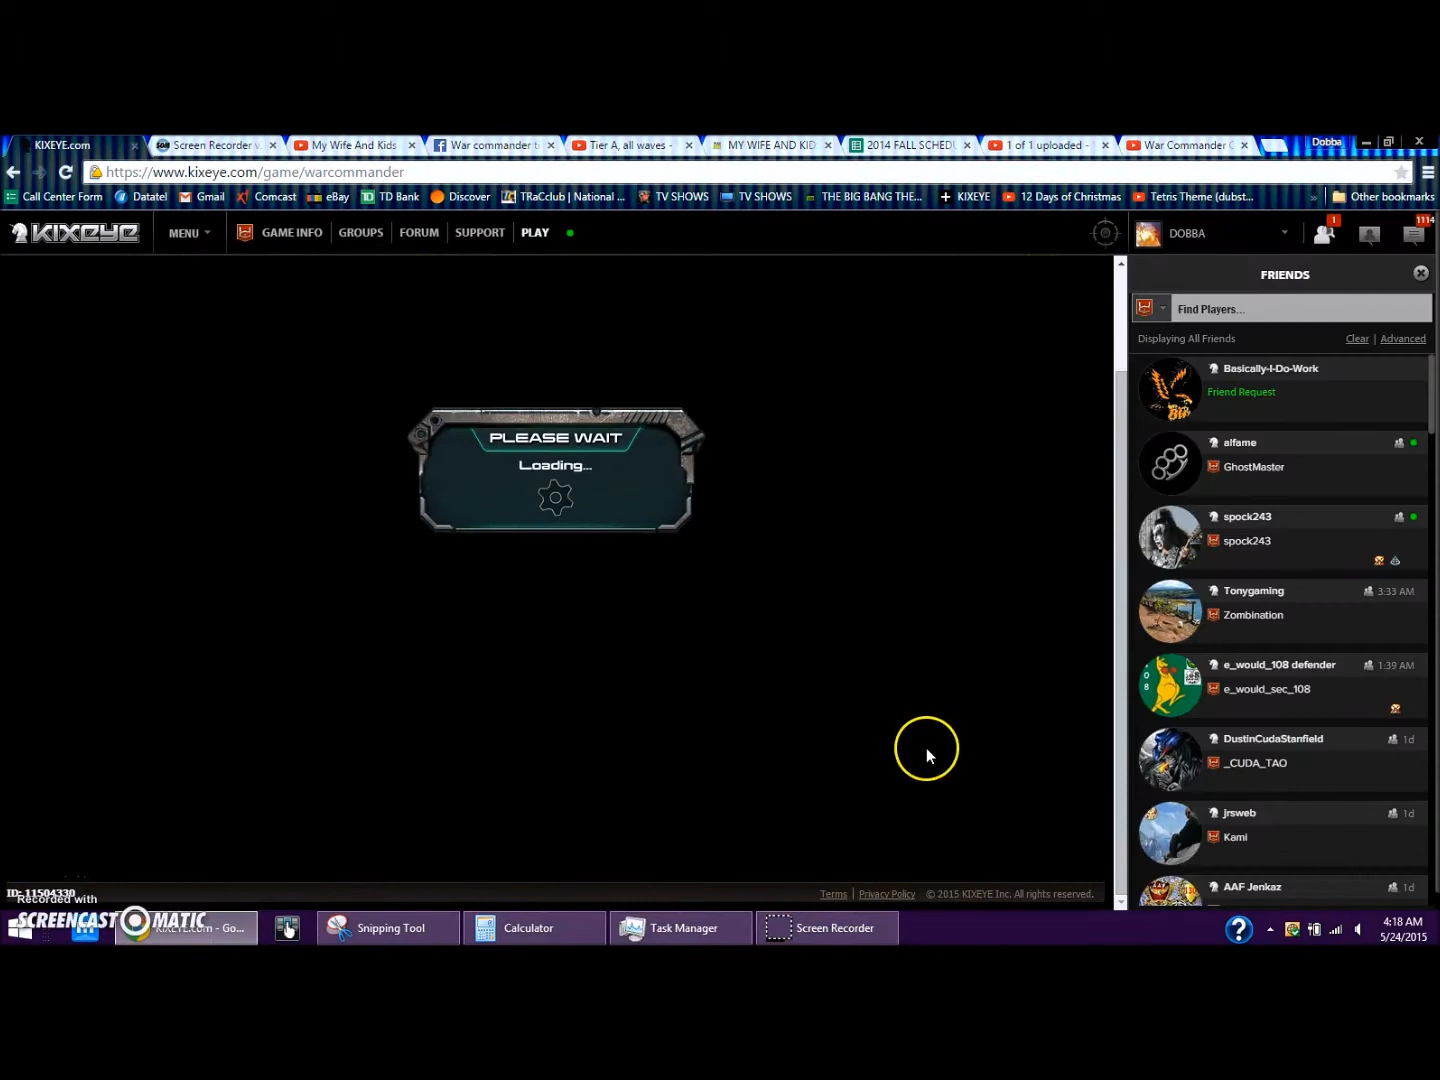 KIXEYE.com Screen Recorder v. My Wife And Kids War commander t Tier A, all waves - MY WIFE AND KID 2014 FALL SCHEDU 1 of 1 uploaded - War Commander Dobba
https://www.kixeye.com/game/warcommander
Call Center Form Datatel Gmail Comcast eBay TD Bank Discover TRaCclub | National ... TV SHOWS TV SHOWS THE BIG BANG THE... KIXEYE 12 Days of Christmas Tetris Theme (dubst... » Other bookmarks
KIXEYE MENU GAME INFO GROUPS FORUM SUPPORT PLAY DOBBA 1 1114
FRIENDS
Find Players...
Displaying All Friends Clear | Advanced
Basically-I-Do-Work
Friend Request
PLEASE WAIT
Loading...
alfame
GhostMaster
spock243
spock243
Tonygaming 3:33 AM
Zombination
e_would_108 defender 1:39 AM
e_would_sec_108
DustinCudaStanfield 1d
_CUDA_TAO
jrsweb 1d
Kami
AAF Jenkaz 1d
ID: 11504330
Terms | Privacy Policy © 2015 KIXEYE Inc. All rights reserved.
Recorded with
SCREENCAST MATIC
KIXEYE.com - Go... Snipping Tool Calculator Task Manager Screen Recorder
4:18 AM
5/24/2015